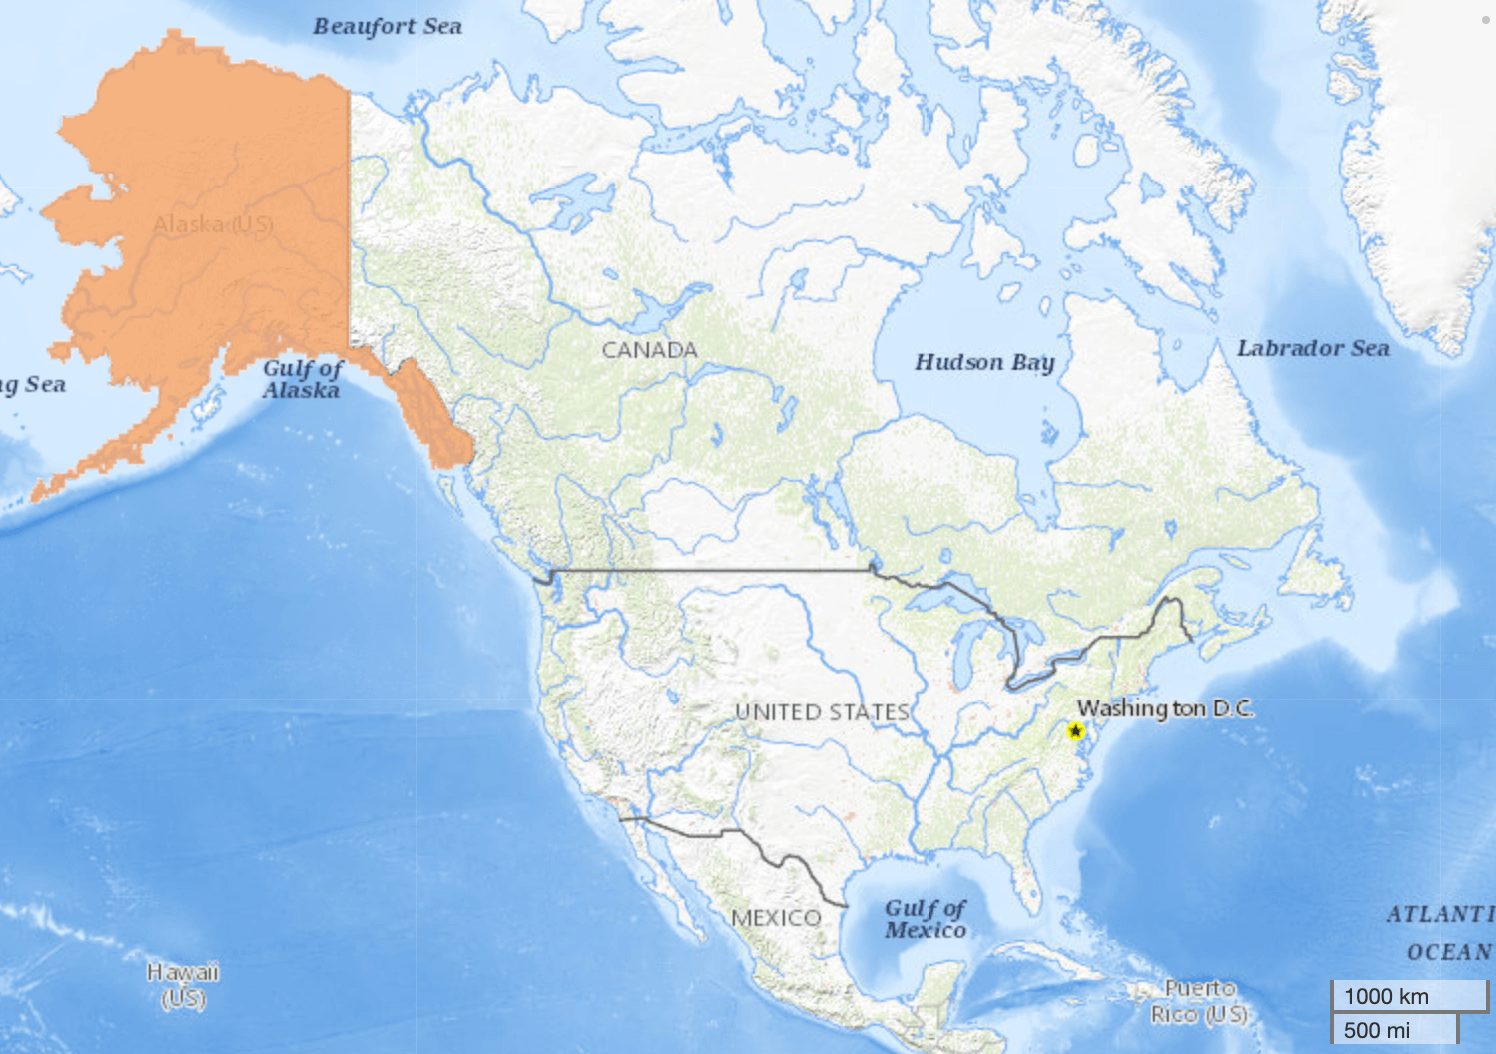 Beaufort Sea
Alaska (US)
CANADA
Hudson Bay
Labrador Sea
Gulf of
Alaska
ng Sea
Washington D.C.
UNITED STATES
Gulf of
Mexico
MEXICO
ATLANTI
OCEAN
Hawaii
(US)
Puerto
Rico (US)
1000 km
500 mi